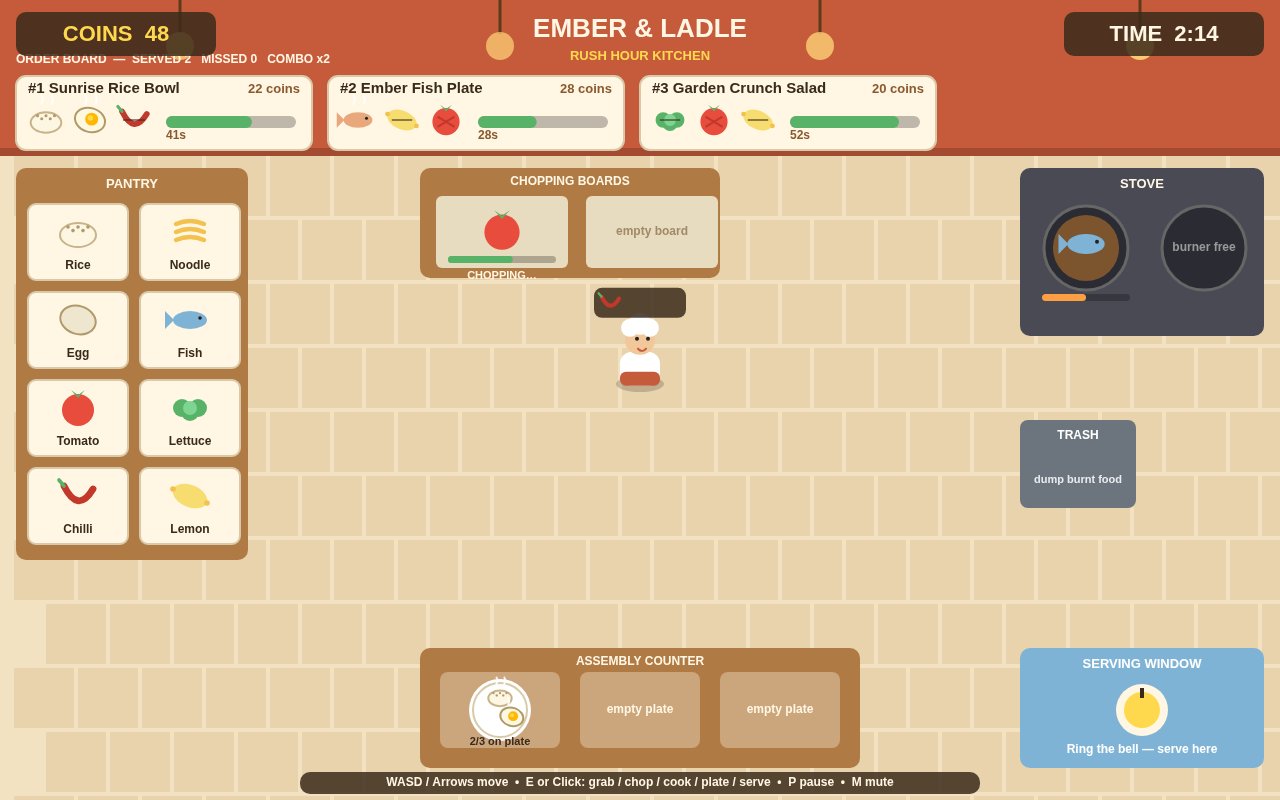 COINS 48
EMBER & LADLE
TIME 2:14
RUSH HOUR KITCHEN
ORDER BOARD — SERVED 2 MISSED 0 COMBO x2
#1 Sunrise Rice Bowl 22 coins
41s
#2 Ember Fish Plate 28 coins
28s
#3 Garden Crunch Salad 20 coins
52s
PANTRY
Rice
Noodle
Egg
Fish
Tomato
Lettuce
Chilli
Lemon
CHOPPING BOARDS
empty board
CHOPPING...
STOVE
burner free
TRASH
dump burnt food
ASSEMBLY COUNTER
2/3 on plate
empty plate
empty plate
SERVING WINDOW
Ring the bell — serve here
WASD / Arrows move • E or Click: grab / chop / cook / plate / serve • P pause • M mute